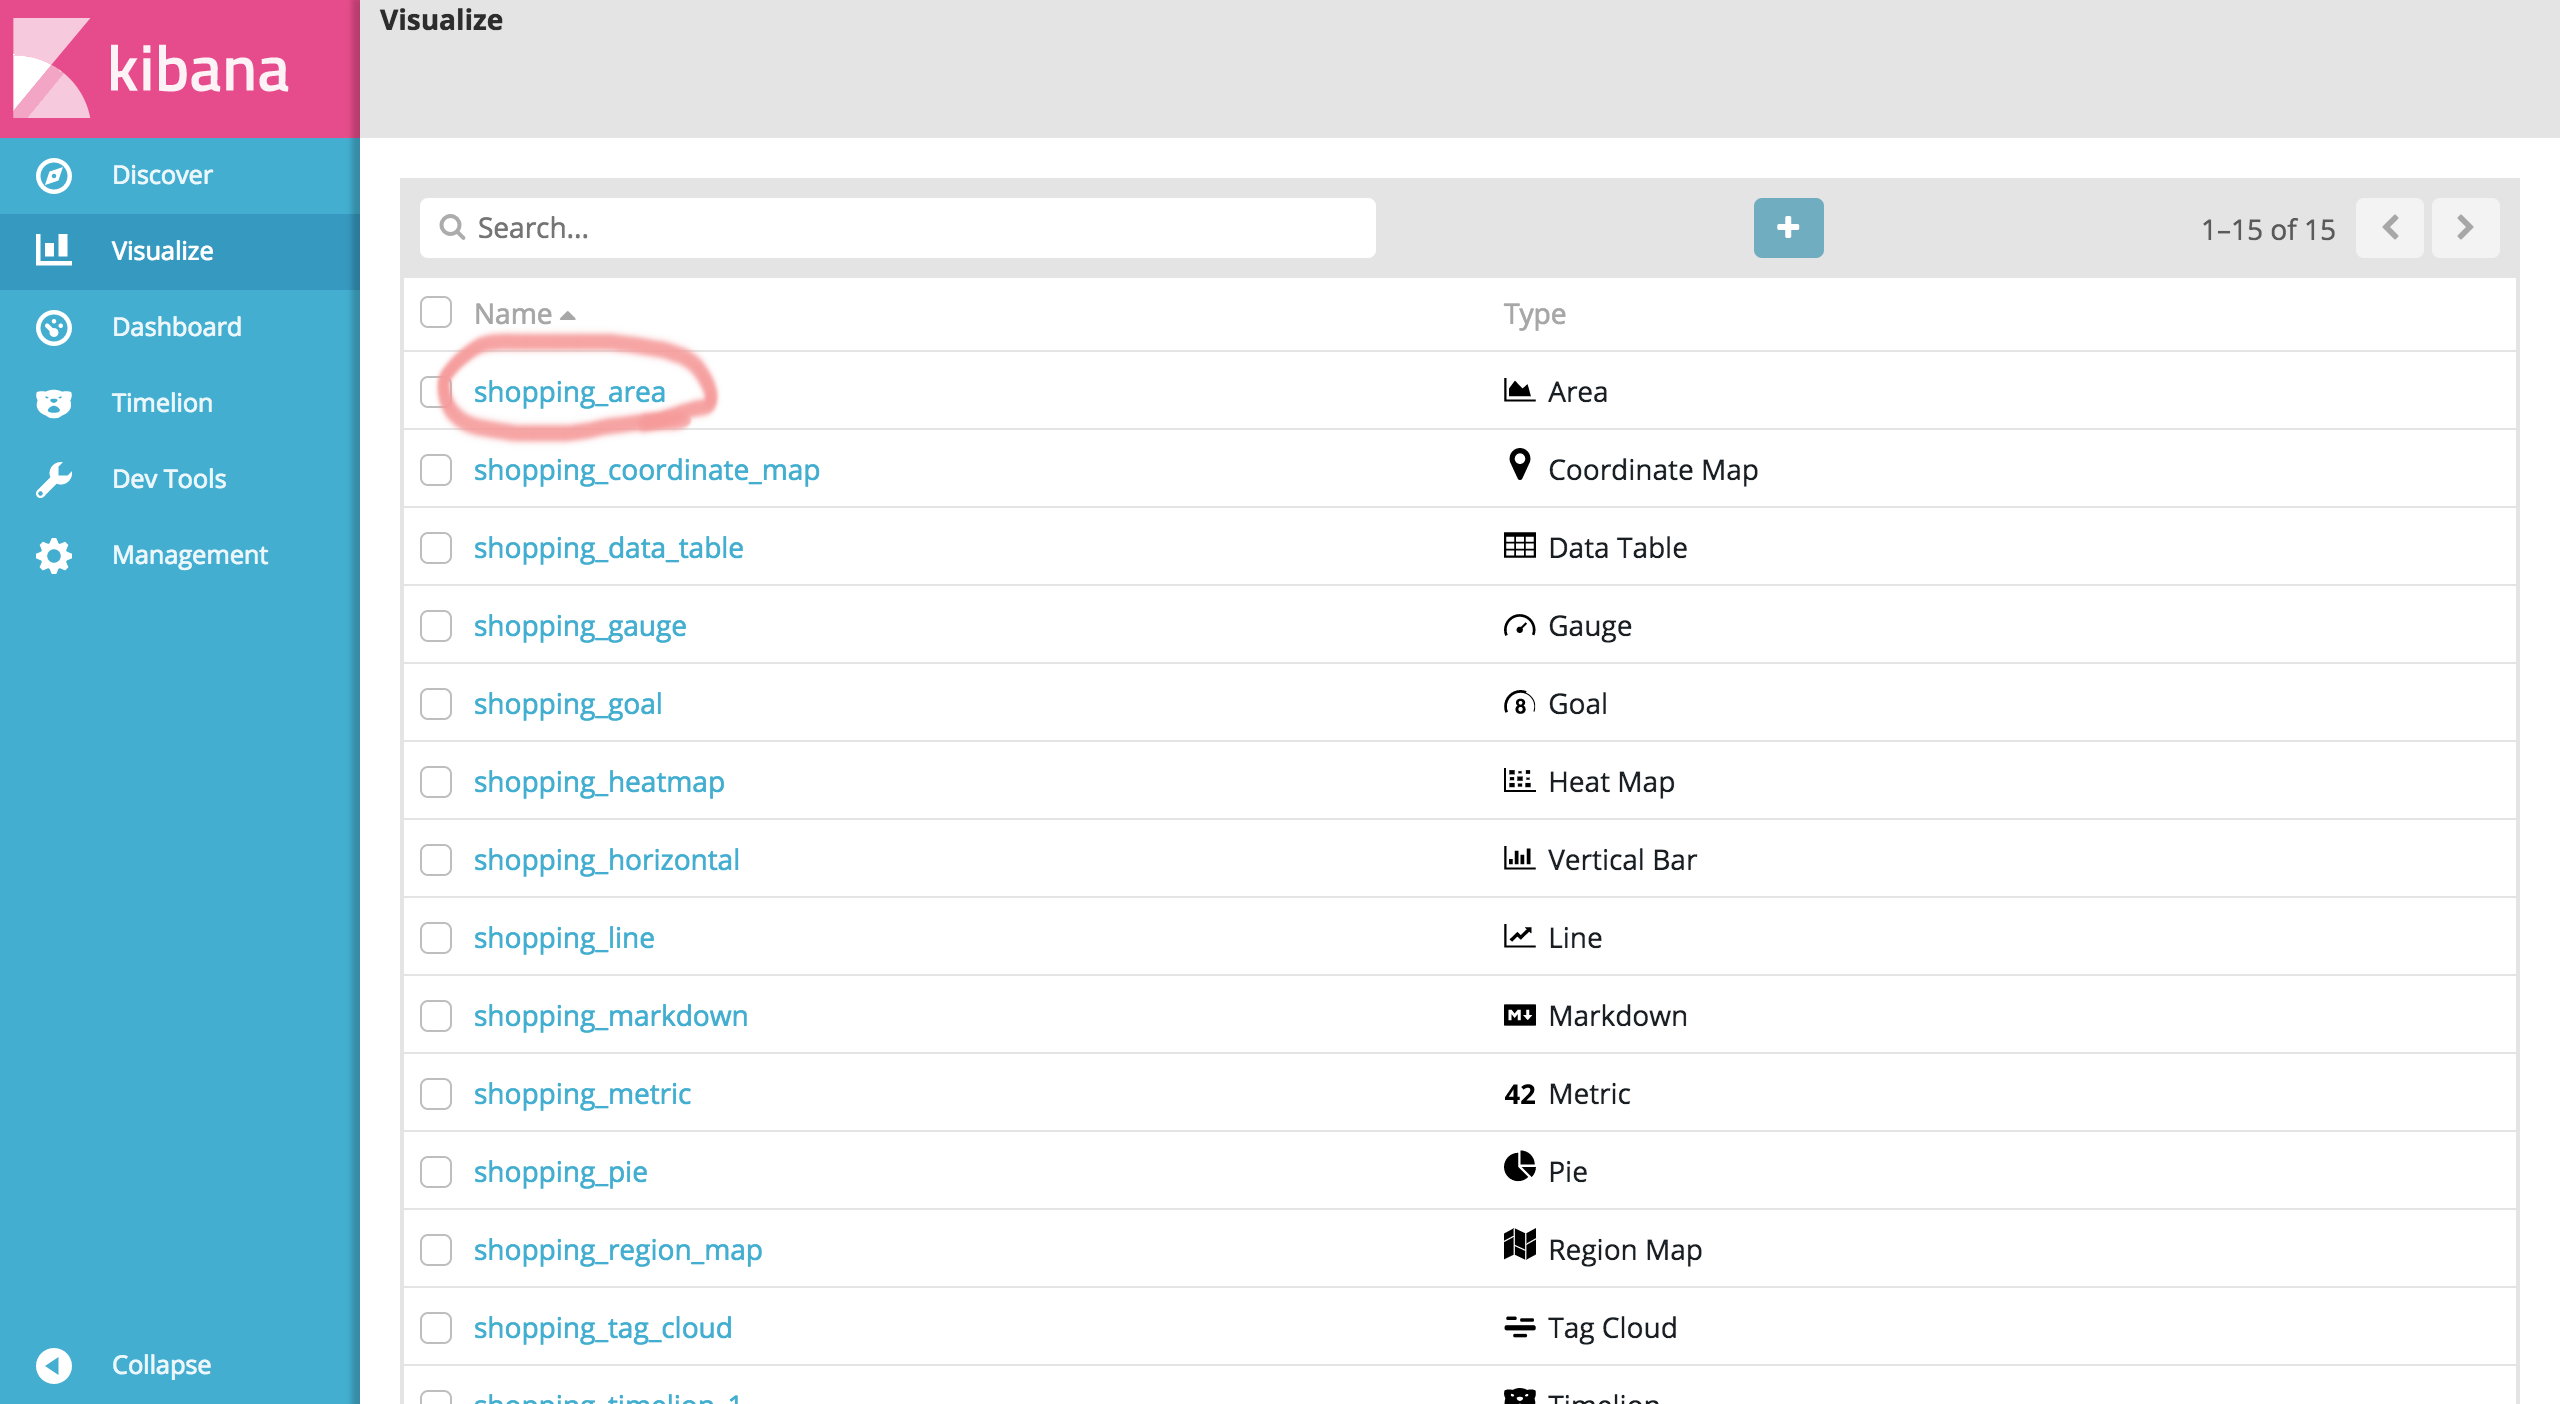 kibana
Discover
Visualize
Dashboard
Timelion
Dev Tools
Management
Collapse
Visualize
Search...
1–15 of 15
Name Type
shopping_area Area
shopping_coordinate_map Coordinate Map
shopping_data_table Data Table
shopping_gauge Gauge
shopping_goal 8 Goal
shopping_heatmap Heat Map
shopping_horizontal Vertical Bar
shopping_line Line
shopping_markdown M Markdown
shopping_metric 42 Metric
shopping_pie Pie
shopping_region_map Region Map
shopping_tag_cloud Tag Cloud
shopping_timelion_1 Timelion